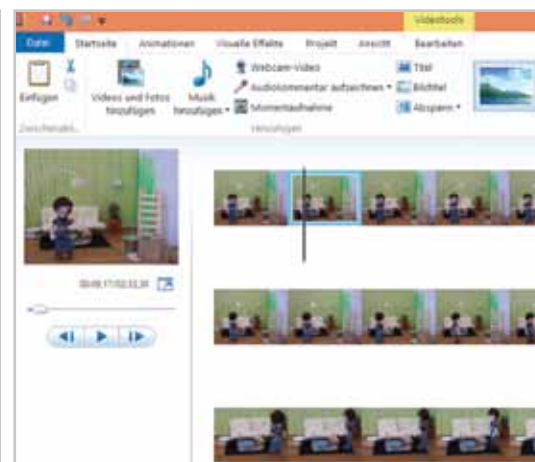 Videotools
Datei Startseite Animationen Visuelle Effekte Projekt Ansicht Bearbeiten
Einfügen
Videos und Fotos hinzufügen
Musik hinzufügen
Webcam-Video
Audiokommentar aufzeichnen
Momentaufnahme
Titel
Bildtitel
Abspann
Hinzufügen